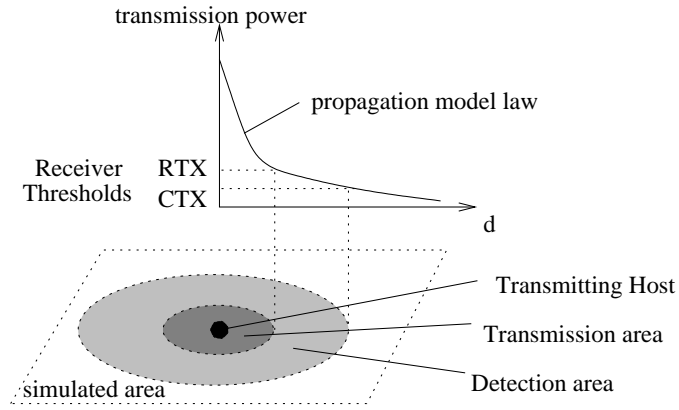 transmission power
propagation model law
Receiver
Thresholds
RTX
CTX
d
Transmitting Host
Transmission area
Detection area
simulated area